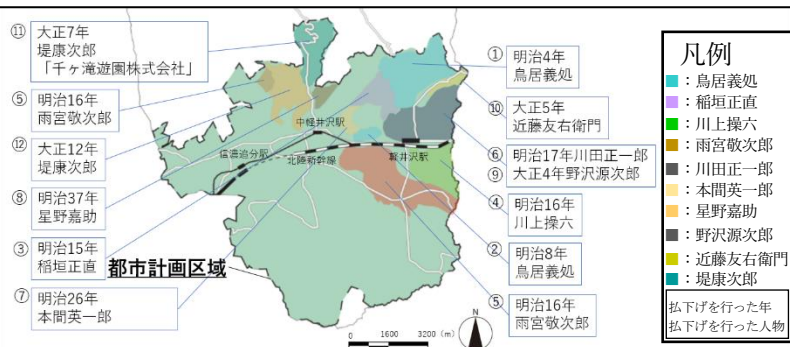 ⑪ 大正7年
堤康次郎
「千ヶ滝遊園株式会社」
⑤ 明治16年
雨宮敬次郎
⑫ 大正12年
堤康次郎
⑧ 明治37年
星野嘉助
③ 明治15年
稲垣正直
都市計画区域
⑦ 明治26年
本間英一郎
中軽井沢駅
信濃追分駅
北陸新幹線
軽井沢駅
① 明治4年
鳥居義処
⑩ 大正5年
近藤友右衛門
⑥ 明治17年川田正一郎
⑨ 大正4年野沢源次郎
④ 明治16年
川上操六
② 明治8年
鳥居義処
⑤ 明治16年
雨宮敬次郎
0 1600 3200 (m)
N
凡例
:鳥居義処
:稲垣正直
:川上操六
:雨宮敬次郎
:川田正一郎
:本間英一郎
:星野嘉助
:野沢源次郎
:近藤友右衛門
:堤康次郎
払下げを行った年
払下げを行った人物